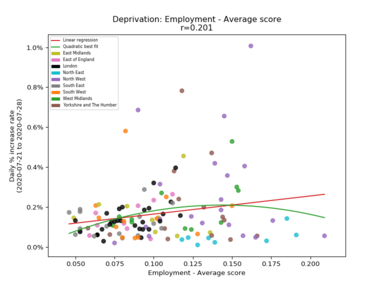 Deprivation: Employment - Average score
r=0.201
Daily % increase rate
(2020-07-21 to 2020-07-28)
1.0%
0.8%
0.6%
0.4%
0.2%
0.0%
Linear regression
Quadratic best fit
East Midlands
East of England
London
North East
North West
South East
South West
West Midlands
Yorkshire and The Humber
0.050
0.075
0.100
0.125
0.150
0.175
0.200
Employment - Average score